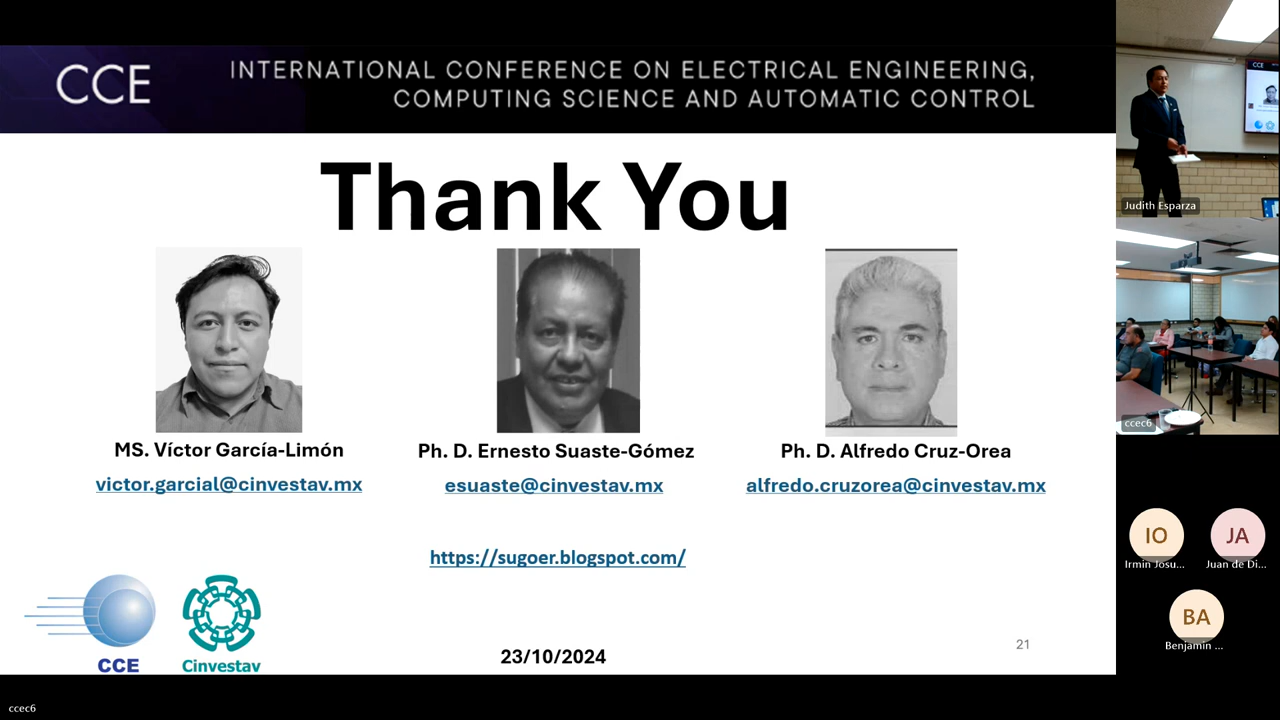 CCE
INTERNATIONAL CONFERENCE ON ELECTRICAL ENGINEERING,
COMPUTING SCIENCE AND AUTOMATIC CONTROL
Thank You
MS. Víctor García-Limón
victor.garcial@cinvestav.mx
Ph. D. Ernesto Suaste-Gómez
esuaste@cinvestav.mx
Ph. D. Alfredo Cruz-Orea
alfredo.cruzorea@cinvestav.mx
https://sugoer.blogspot.com/
CCE
Cinvestav
23/10/2024
21
ccec6
Judith Esparza
ccec6
IO
Irmin Josu...
JA
Juan de Di...
BA
Benjamin ...